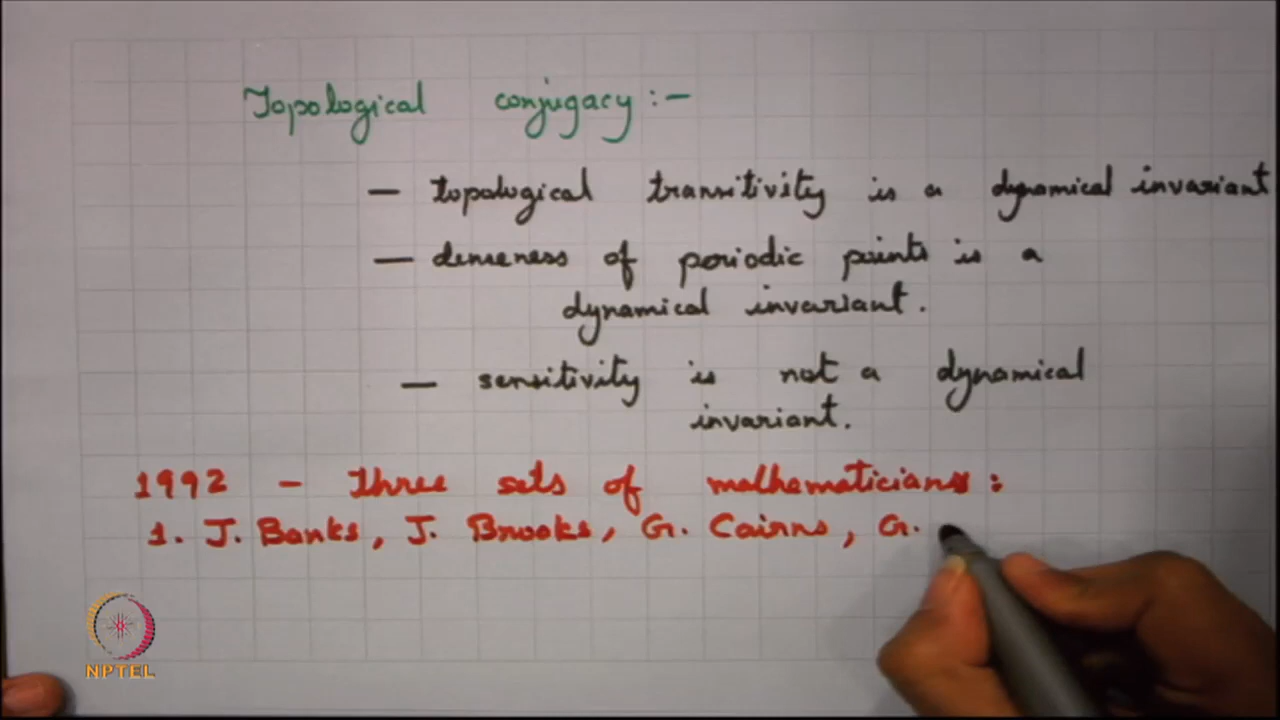 Topological conjugacy :-
- topological transitivity is a dynamical invariant
- denseness of periodic points is a
dynamical invariant.
- sensitivity is not a dynamical
invariant.
1992 - Three sets of mathematicians :
1. J. Banks, J. Brooks, G. Cairns, G.
NPTEL